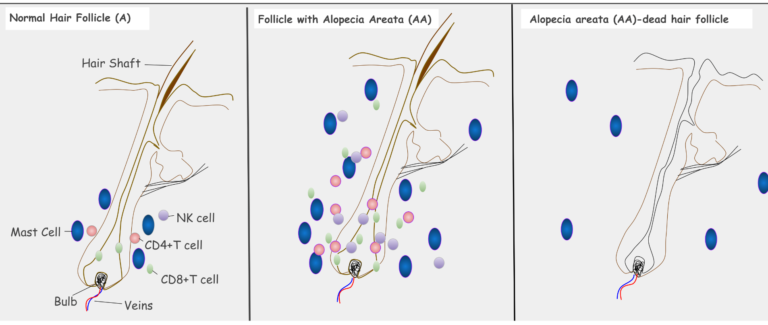 Normal Hair Follicle (A)
Follicle with Alopecia Areata (AA)
Alopecia areata (AA)-dead hair follicle
Hair Shaft
NK cell
Mast Cell
CD4+T cell
CD8+T cell
Bulb
Veins